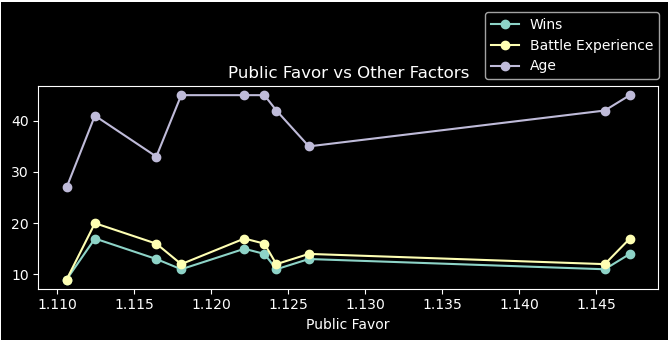 Wins
Battle Experience
Age
Public Favor vs Other Factors
40
30
20
10
1.110 1.115 1.120 1.125 1.130 1.135 1.140 1.145
Public Favor